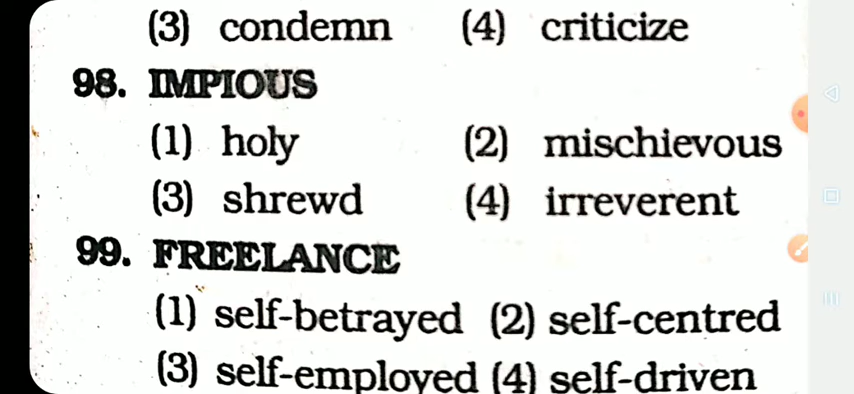 (3) condemn (4) criticize
98. IMPIOUS
(1) holy (2) mischievous
(3) shrewd (4) irreverent
99. FREELANCE
(1) self-betrayed (2) self-centred
(3) self-employed (4) self-driven